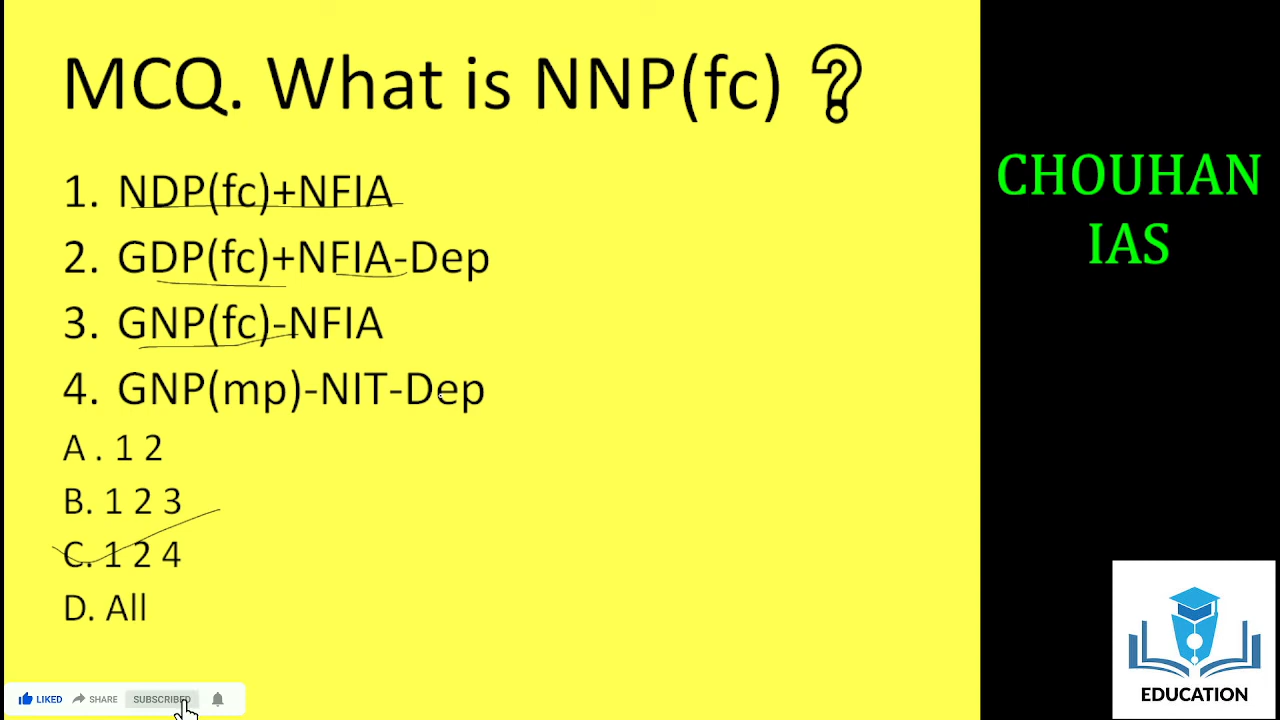 MCQ. What is NNP(fc) ?
1. NDP(fc)+NFIA
2. GDP(fc)+NFIA-Dep
3. GNP(fc)-NFIA
4. GNP(mp)-NIT-Dep
A . 1 2
B. 1 2 3
C. 1 2 4
D. All
CHOUHAN
IAS
LIKED SHARE SUBSCRIBED
EDUCATION